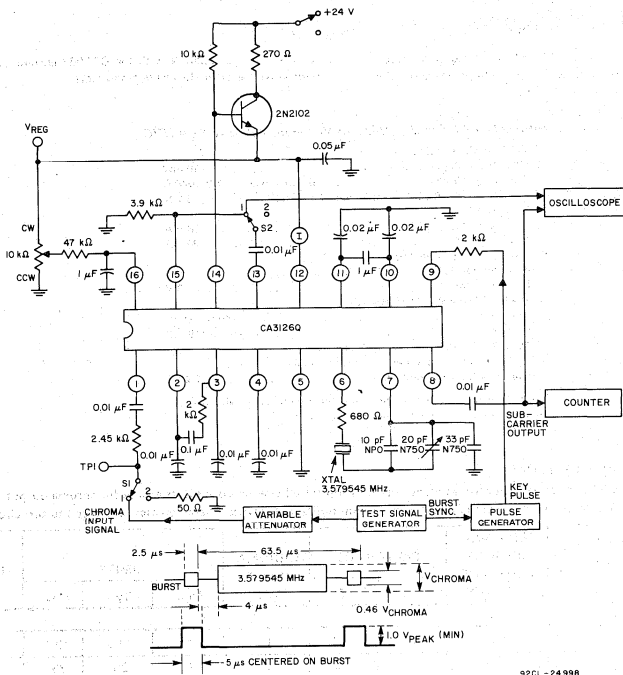 +24 V
10 kΩ
270 Ω
2N2102
VREG
0.05 µF
3.9 kΩ
1
2
S2
0.01 µF
0.02 µF
0.02 µF
1 µF
2 kΩ
OSCILLOSCOPE
CW
10 kΩ
CCW
47 kΩ
1 µF
I
16
15
14
13
12
11
10
9
CA3126Q
1
2
3
4
5
6
7
8
0.01 µF
2 kΩ
0.1 µF
0.01 µF
0.01 µF
0.01 µF
2.45 kΩ
680 Ω
0.01 µF
COUNTER
SUB-
CARRIER
OUTPUT
10 pF
NPO
20 pF
N750
33 pF
N750
XTAL
3.579545 MHz
TP1
S1
1
2
50 Ω
CHROMA
INPUT
SIGNAL
VARIABLE
ATTENUATOR
TEST SIGNAL
GENERATOR
BURST
SYNC.
KEY
PULSE
PULSE
GENERATOR
2.5 µs
63.5 µs
BURST
3.579545 MHz
VCHROMA
4 µs
0.46 VCHROMA
1.0 VPEAK (MIN)
5 µs CENTERED ON BURST
92CL-24998